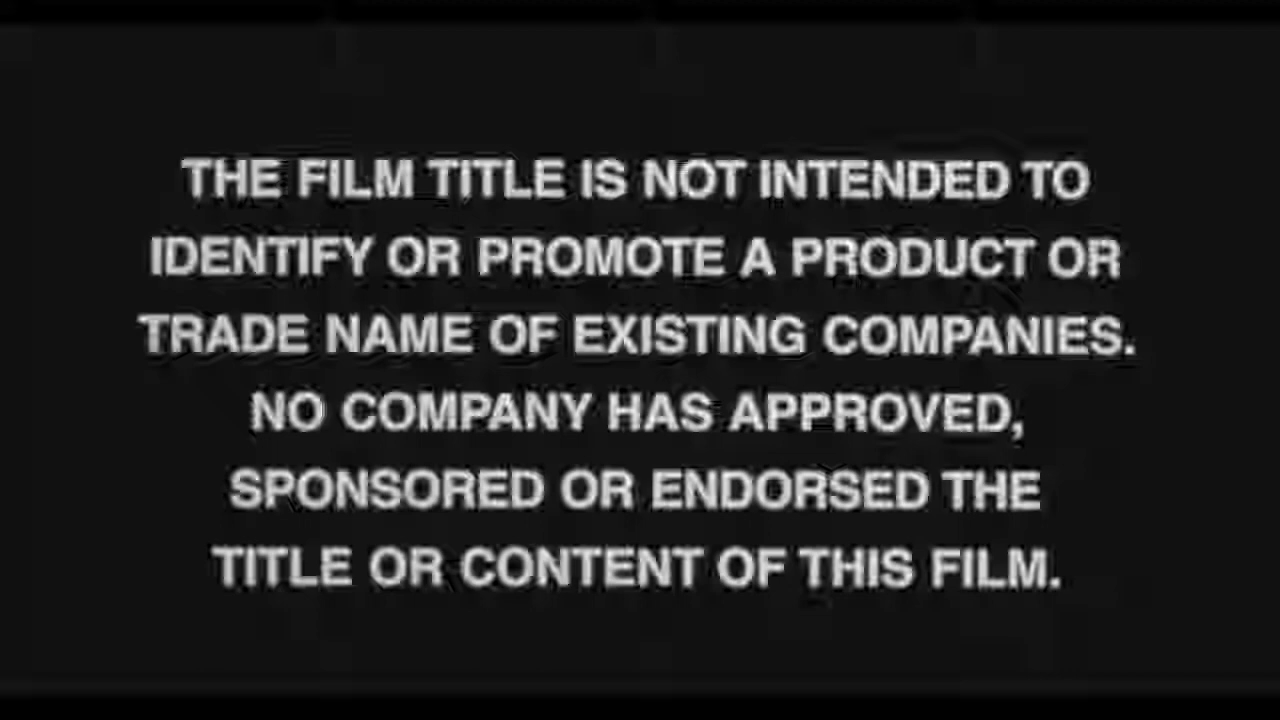 THE FILM TITLE IS NOT INTENDED TO
IDENTIFY OR PROMOTE A PRODUCT OR
TRADE NAME OF EXISTING COMPANIES.
NO COMPANY HAS APPROVED,
SPONSORED OR ENDORSED THE
TITLE OR CONTENT OF THIS FILM.